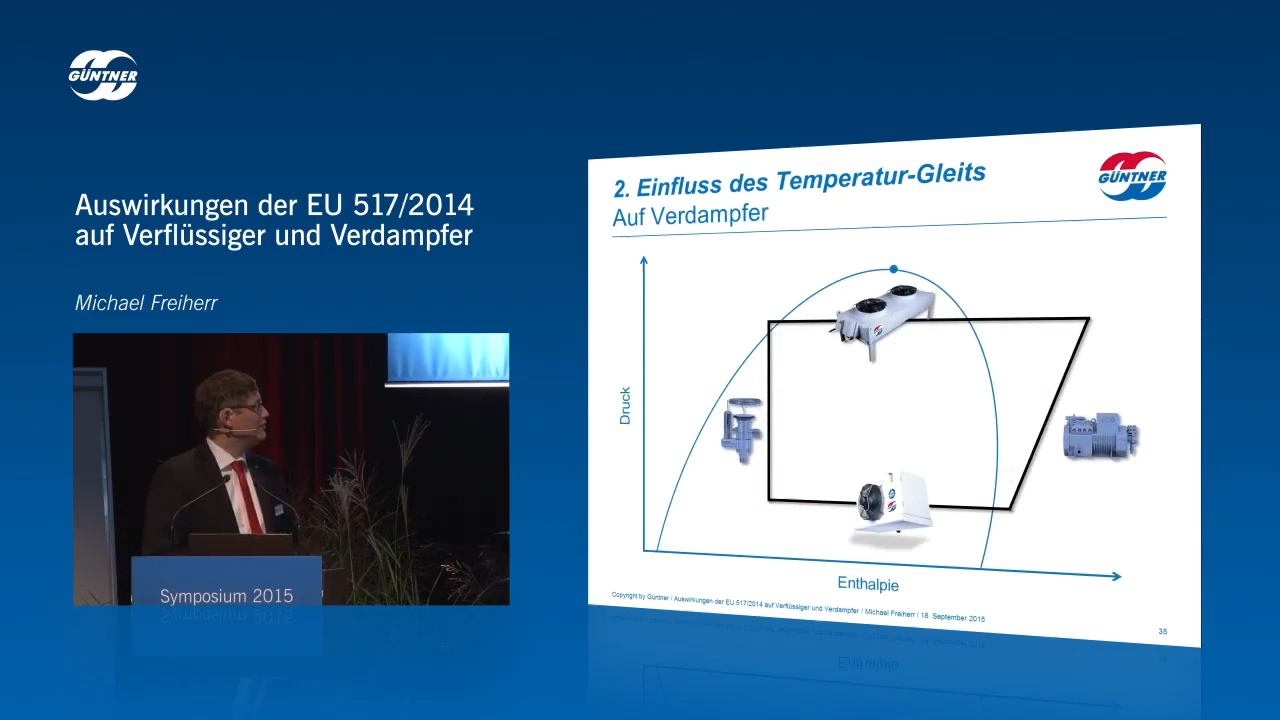 GÜNTNER
Auswirkungen der EU 517/2014
auf Verflüssiger und Verdampfer
Michael Freiherr
Symposium 2015
2. Einfluss des Temperatur-Gleits
Auf Verdampfer
GÜNTNER
Druck
Enthalpie
Copyright by Güntner / Auswirkungen der EU 517/2014 auf Verflüssiger und Verdampfer / Michael Freiherr / 18. September 2015
35